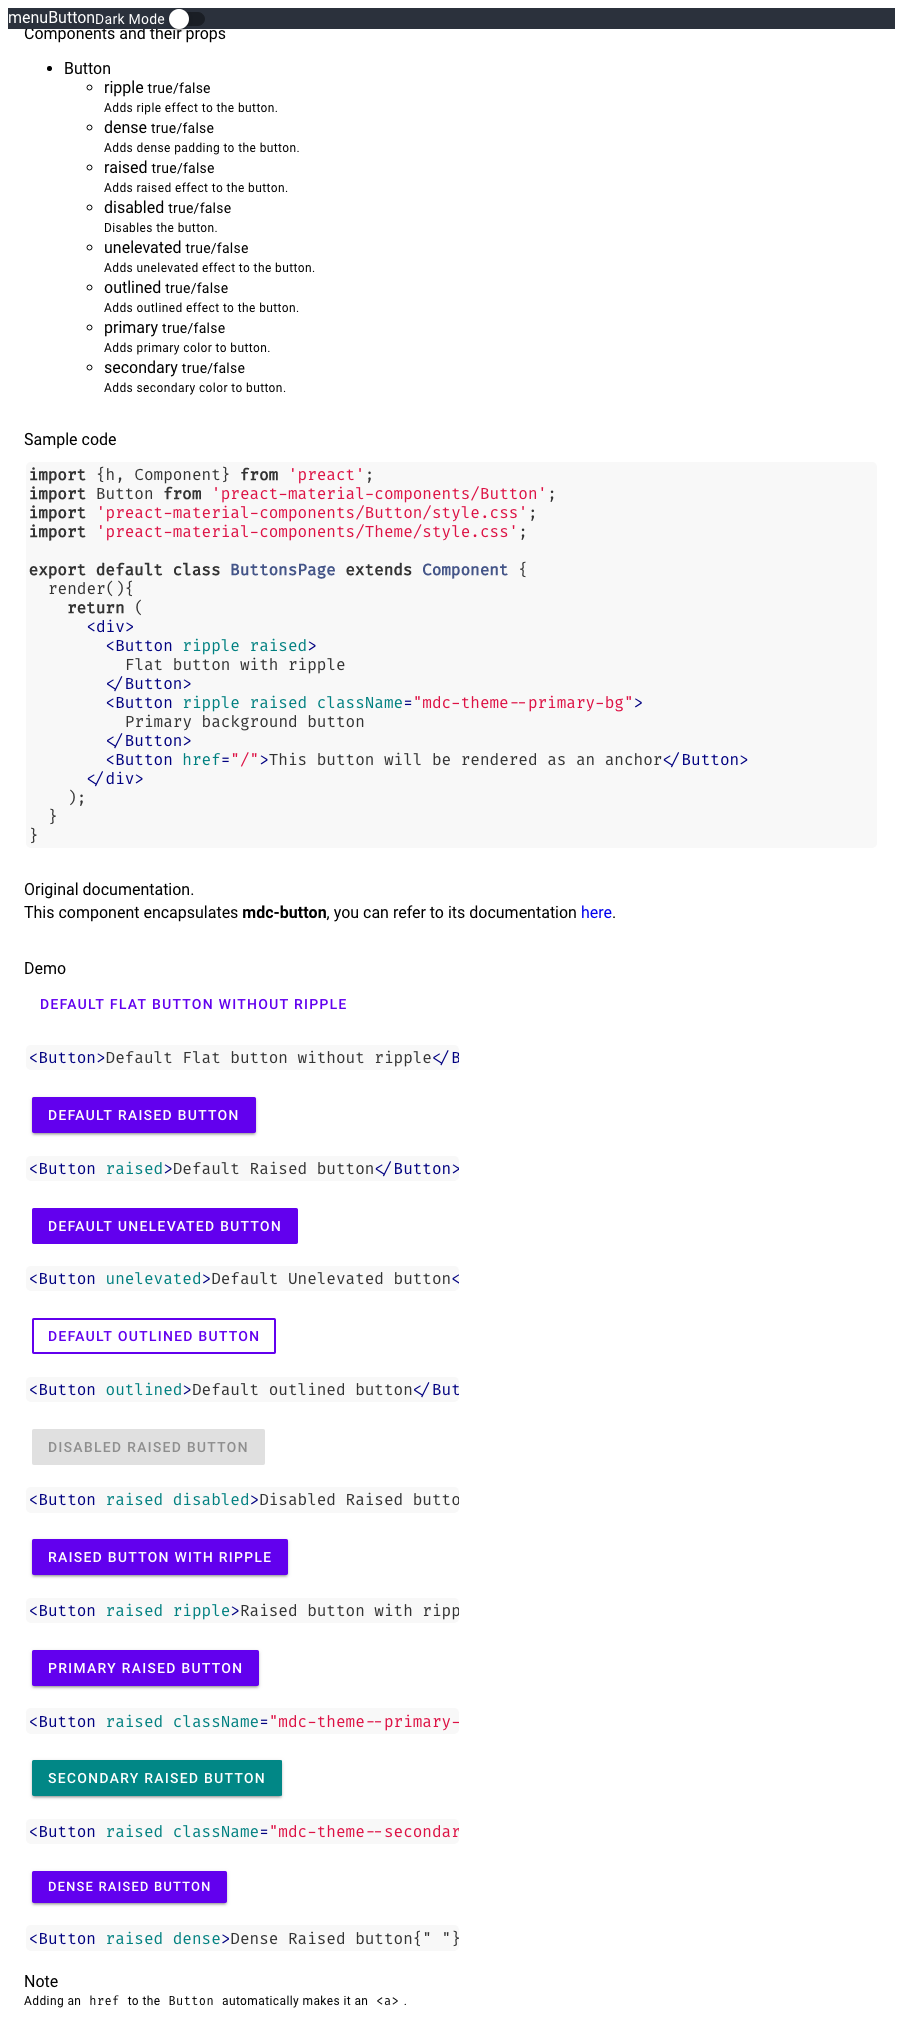 menuButtonDark Mode
Components and their props
Button
ripple true/false
Adds riple effect to the button.
dense true/false
Adds dense padding to the button.
raised true/false
Adds raised effect to the button.
disabled true/false
Disables the button.
unelevated true/false
Adds unelevated effect to the button.
outlined true/false
Adds outlined effect to the button.
primary true/false
Adds primary color to button.
secondary true/false
Adds secondary color to button.
Sample code
import {h, Component} from 'preact';
import Button from 'preact-material-components/Button';
import 'preact-material-components/Button/style.css';
import 'preact-material-components/Theme/style.css';
export default class ButtonsPage extends Component {
  render(){
    return (
      <div>
        <Button ripple raised>
          Flat button with ripple
        </Button>
        <Button ripple raised className="mdc-theme--primary-bg">
          Primary background button
        </Button>
        <Button href="/">This button will be rendered as an anchor</Button>
      </div>
    );
  }
}
Original documentation.
This component encapsulates mdc-button, you can refer to its documentation here.
Demo
DEFAULT FLAT BUTTON WITHOUT RIPPLE
<Button>Default Flat button without ripple</B
DEFAULT RAISED BUTTON
<Button raised>Default Raised button</Button>
DEFAULT UNELEVATED BUTTON
<Button unelevated>Default Unelevated button<
DEFAULT OUTLINED BUTTON
<Button outlined>Default outlined button</But
DISABLED RAISED BUTTON
<Button raised disabled>Disabled Raised butto
RAISED BUTTON WITH RIPPLE
<Button raised ripple>Raised button with ripp
PRIMARY RAISED BUTTON
<Button raised className="mdc-theme--primary-
SECONDARY RAISED BUTTON
<Button raised className="mdc-theme--secondar
DENSE RAISED BUTTON
<Button raised dense>Dense Raised button{" "}
Note
Adding an href to the Button automatically makes it an <a> .